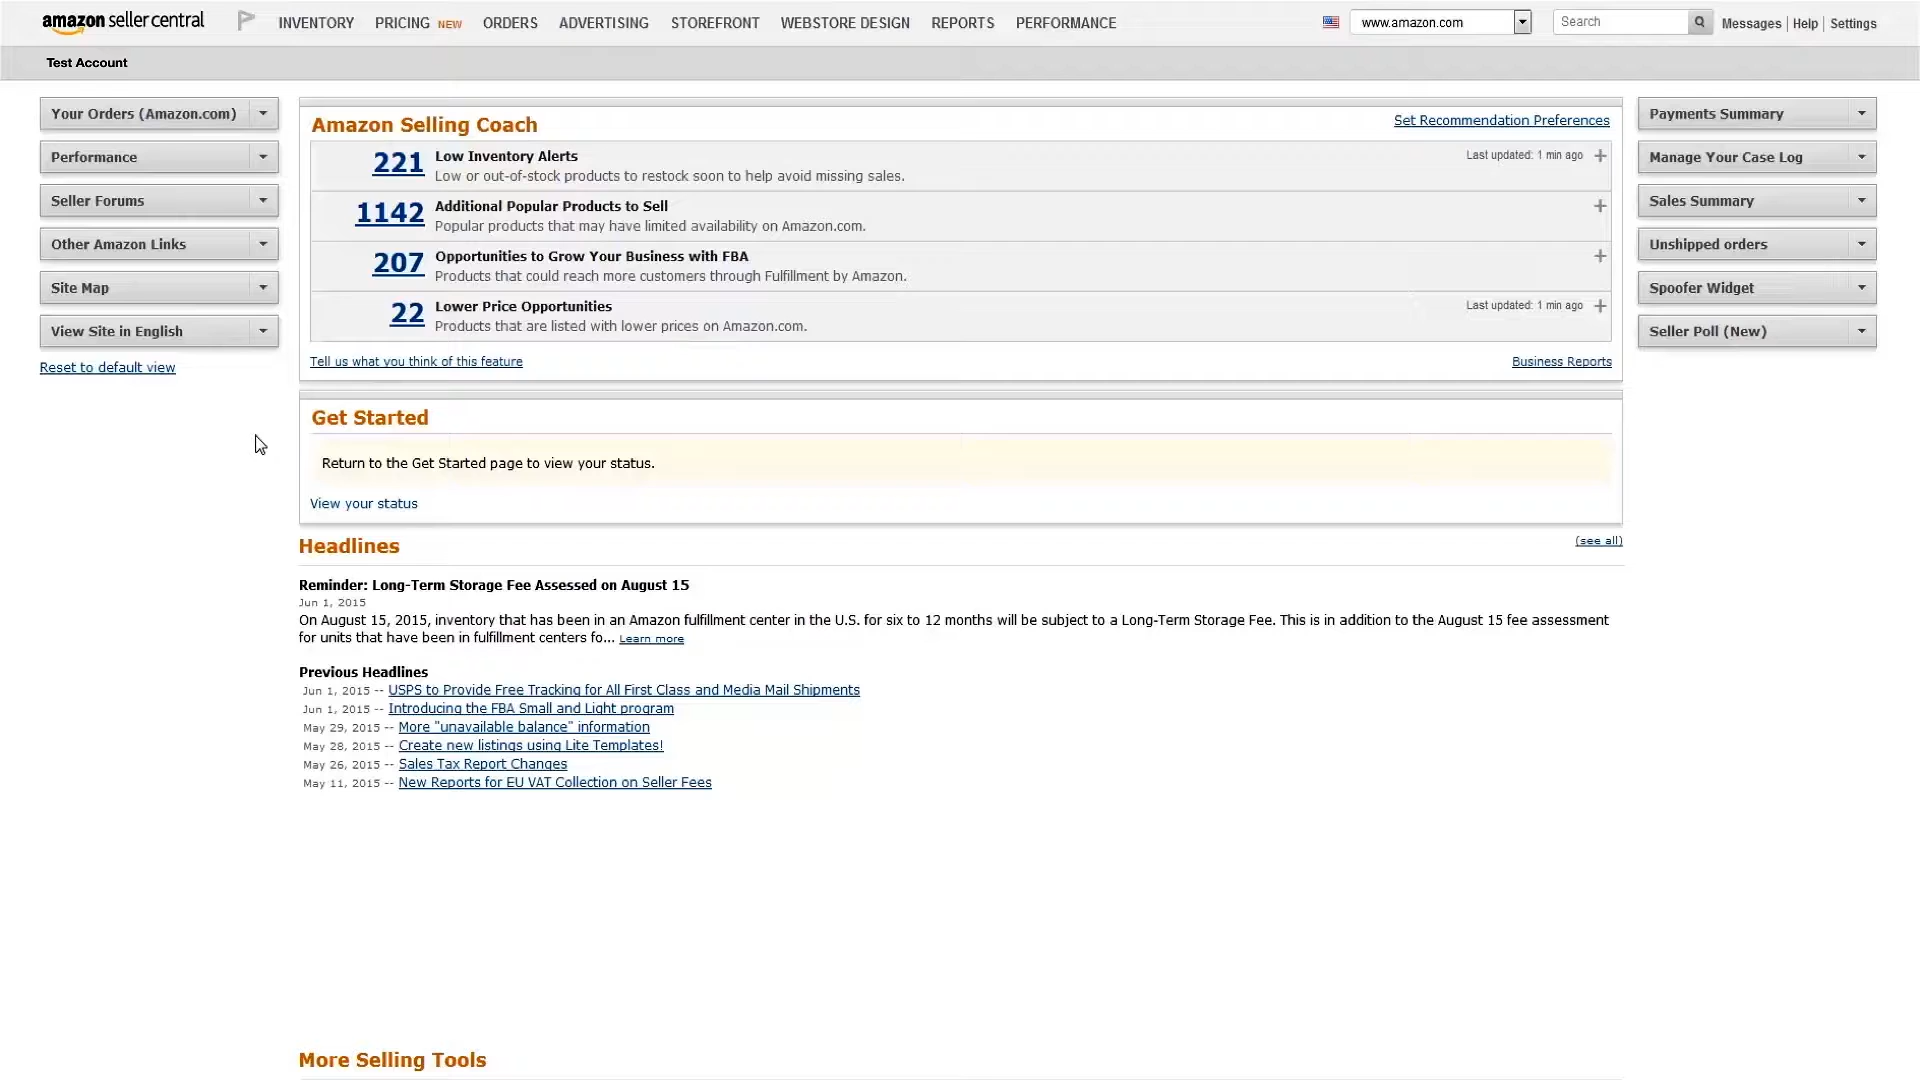 amazon seller central
INVENTORY PRICING NEW ORDERS ADVERTISING STOREFRONT WEBSTORE DESIGN REPORTS PERFORMANCE
www.amazon.com
Search
Messages | Help | Settings
Test Account
Your Orders (Amazon.com)
Performance
Seller Forums
Other Amazon Links
Site Map
View Site in English
Reset to default view
Amazon Selling Coach
Set Recommendation Preferences
221 Low Inventory Alerts
Last updated: 1 min ago +
Low or out-of-stock products to restock soon to help avoid missing sales.
1142 Additional Popular Products to Sell +
Popular products that may have limited availability on Amazon.com.
207 Opportunities to Grow Your Business with FBA +
Products that could reach more customers through Fulfillment by Amazon.
22 Lower Price Opportunities
Last updated: 1 min ago +
Products that are listed with lower prices on Amazon.com.
Tell us what you think of this feature
Business Reports
Get Started
Return to the Get Started page to view your status.
View your status
Headlines
(see all)
Reminder: Long-Term Storage Fee Assessed on August 15
Jun 1, 2015
On August 15, 2015, inventory that has been in an Amazon fulfillment center in the U.S. for six to 12 months will be subject to a Long-Term Storage Fee. This is in addition to the August 15 fee assessment
for units that have been in fulfillment centers fo... Learn more
Previous Headlines
Jun 1, 2015 -- USPS to Provide Free Tracking for All First Class and Media Mail Shipments
Jun 1, 2015 -- Introducing the FBA Small and Light program
May 29, 2015 -- More "unavailable balance" information
May 28, 2015 -- Create new listings using Lite Templates!
May 26, 2015 -- Sales Tax Report Changes
May 11, 2015 -- New Reports for EU VAT Collection on Seller Fees
More Selling Tools
Payments Summary
Manage Your Case Log
Sales Summary
Unshipped orders
Spoofer Widget
Seller Poll (New)